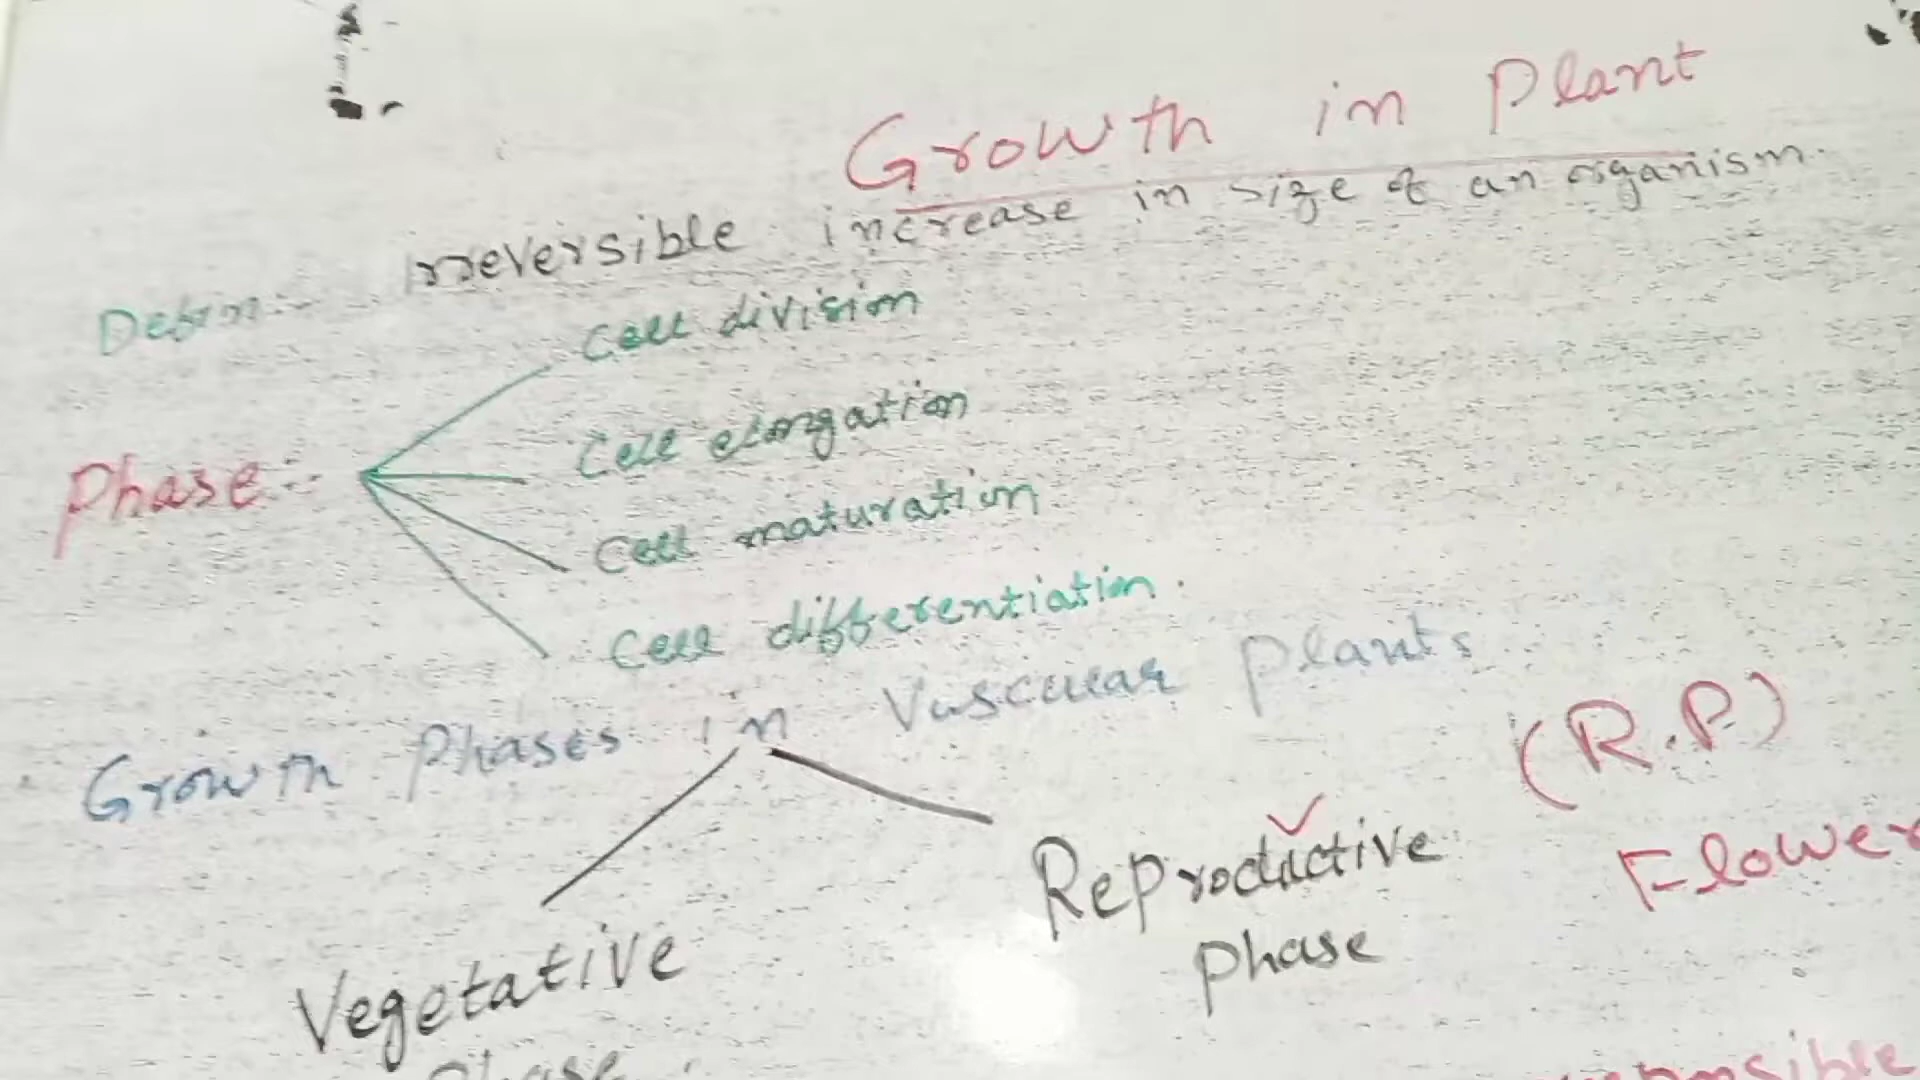 Growth in Plant
Defin:- Irreversible increase in size of an organism.
Cell division
Cell elongation
Phase:-
Cell maturation
Cell differentiation.
Growth Phases in Vascular Plants
(R.P)
Reproductive
Flower
Phase
Vegetative
Phase.